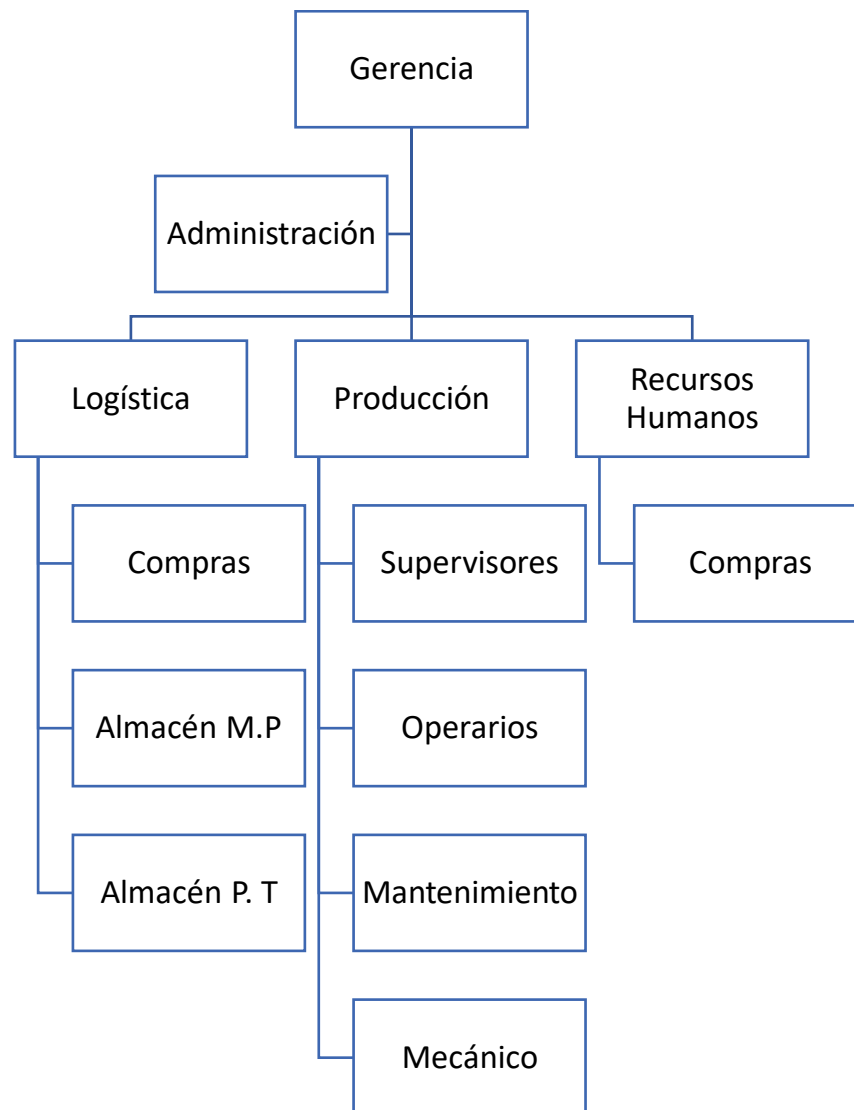 Gerencia
Administración
Logística
Producción
Recursos
Humanos
Compras
Supervisores
Compras
Almacén M.P
Operarios
Almacén P. T
Mantenimiento
Mecánico